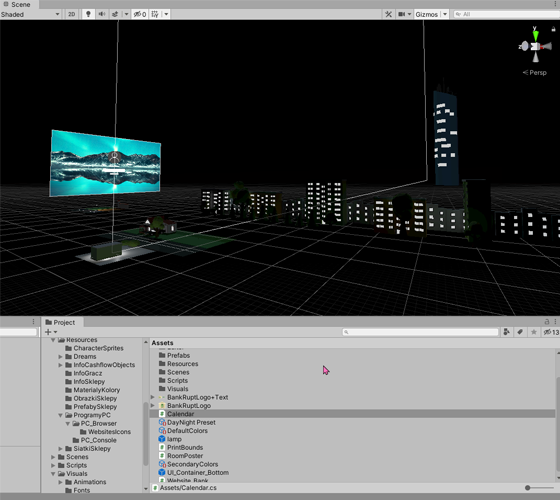 Scene
Shaded
2D
0
Gizmos
All
y
z
Persp
Project
13
Resources
CharacterSprites
Dreams
InfoCashflowObjects
InfoGracz
InfoSklepy
MaterialyKolory
ObrazkiSklepy
PrefabySklepy
ProgramyPC
PC_Browser
WebsitesIcons
PC_Console
SiatkiSklepy
Scenes
Scripts
Visuals
Animations
Fonts
Assets
Prefabs
Resources
Scenes
Scripts
Visuals
BankRuptLogo+Text
BankRuptLogo
Calendar
DayNight Preset
DefaultColors
lamp
PrintBounds
RoomPoster
SecondaryColors
UI_Container_Bottom
Website_Bank
Assets/Calendar.cs